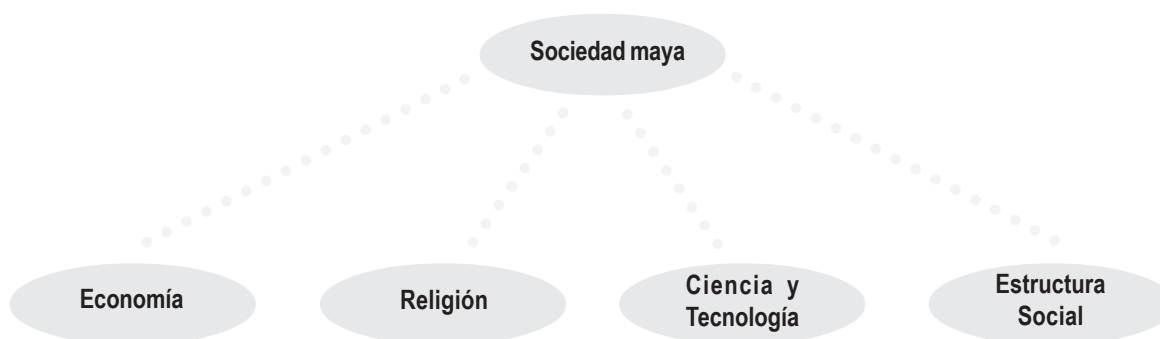 Sociedad maya
Economía
Religión
Ciencia y
Tecnología
Estructura
Social